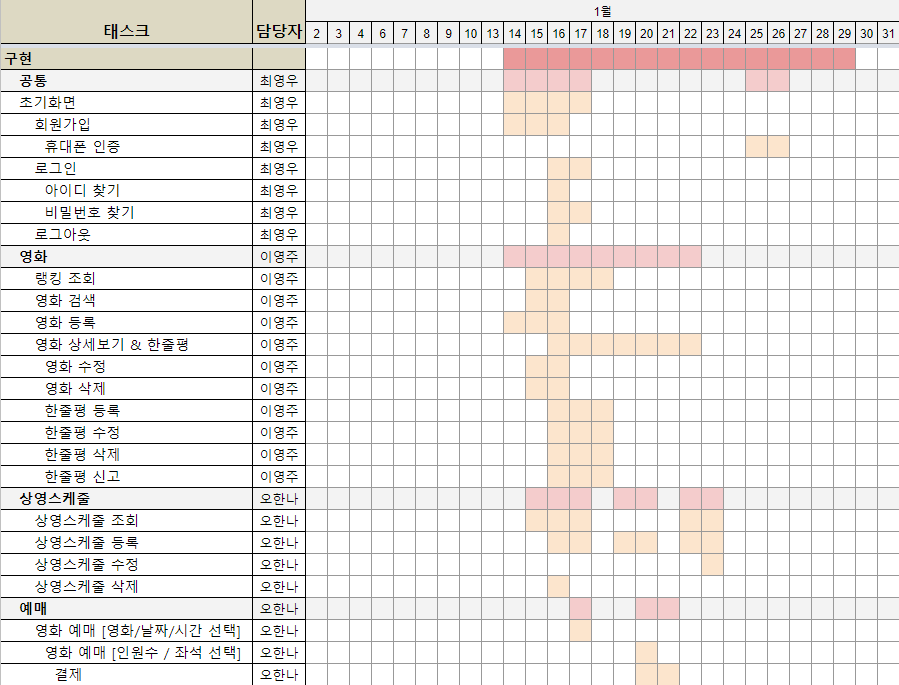 1월
태스크 담당자 2 3 4 6 7 8 9 10 13 14 15 16 17 18 19 20 21 22 23 24 25 26 27 28 29 30 31
구현
공통 최영우
초기화면 최영우
회원가입 최영우
휴대폰 인증 최영우
로그인 최영우
아이디 찾기 최영우
비밀번호 찾기 최영우
로그아웃 최영우
영화 이영주
랭킹 조회 이영주
영화 검색 이영주
영화 등록 이영주
영화 상세보기 & 한줄평 이영주
영화 수정 이영주
영화 삭제 이영주
한줄평 등록 이영주
한줄평 수정 이영주
한줄평 삭제 이영주
한줄평 신고 이영주
상영스케줄 오한나
상영스케줄 조회 오한나
상영스케줄 등록 오한나
상영스케줄 수정 오한나
상영스케줄 삭제 오한나
예매 오한나
영화 예매 [영화/날짜/시간 선택] 오한나
영화 예매 [인원수 / 좌석 선택] 오한나
결제 오한나